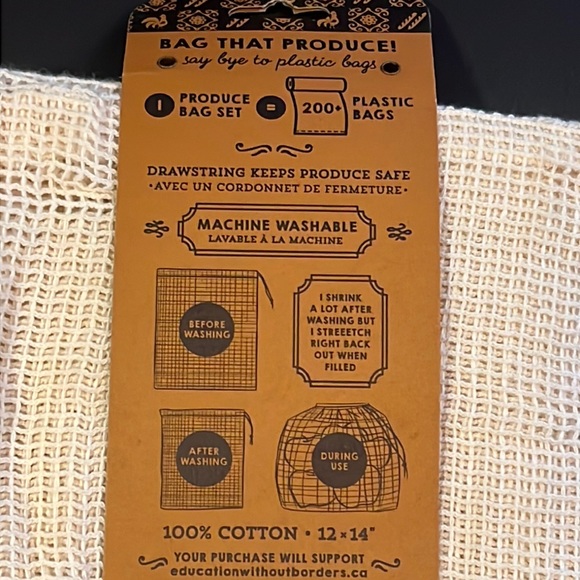 BAG THAT PRODUCE!
say bye to plastic bags
1 PRODUCE BAG SET = 200+ PLASTIC BAGS
DRAWSTRING KEEPS PRODUCE SAFE
•AVEC UN CORDONNET DE FERMETURE•
MACHINE WASHABLE
LAVABLE À LA MACHINE
BEFORE
WASHING
I SHRINK
A LOT AFTER
WASHING BUT
I STREEETCH
RIGHT BACK
OUT WHEN
FILLED
AFTER
WASHING
DURING
USE
100% COTTON • 12×14"
YOUR PURCHASE WILL SUPPORT
educationwithoutborders.ca